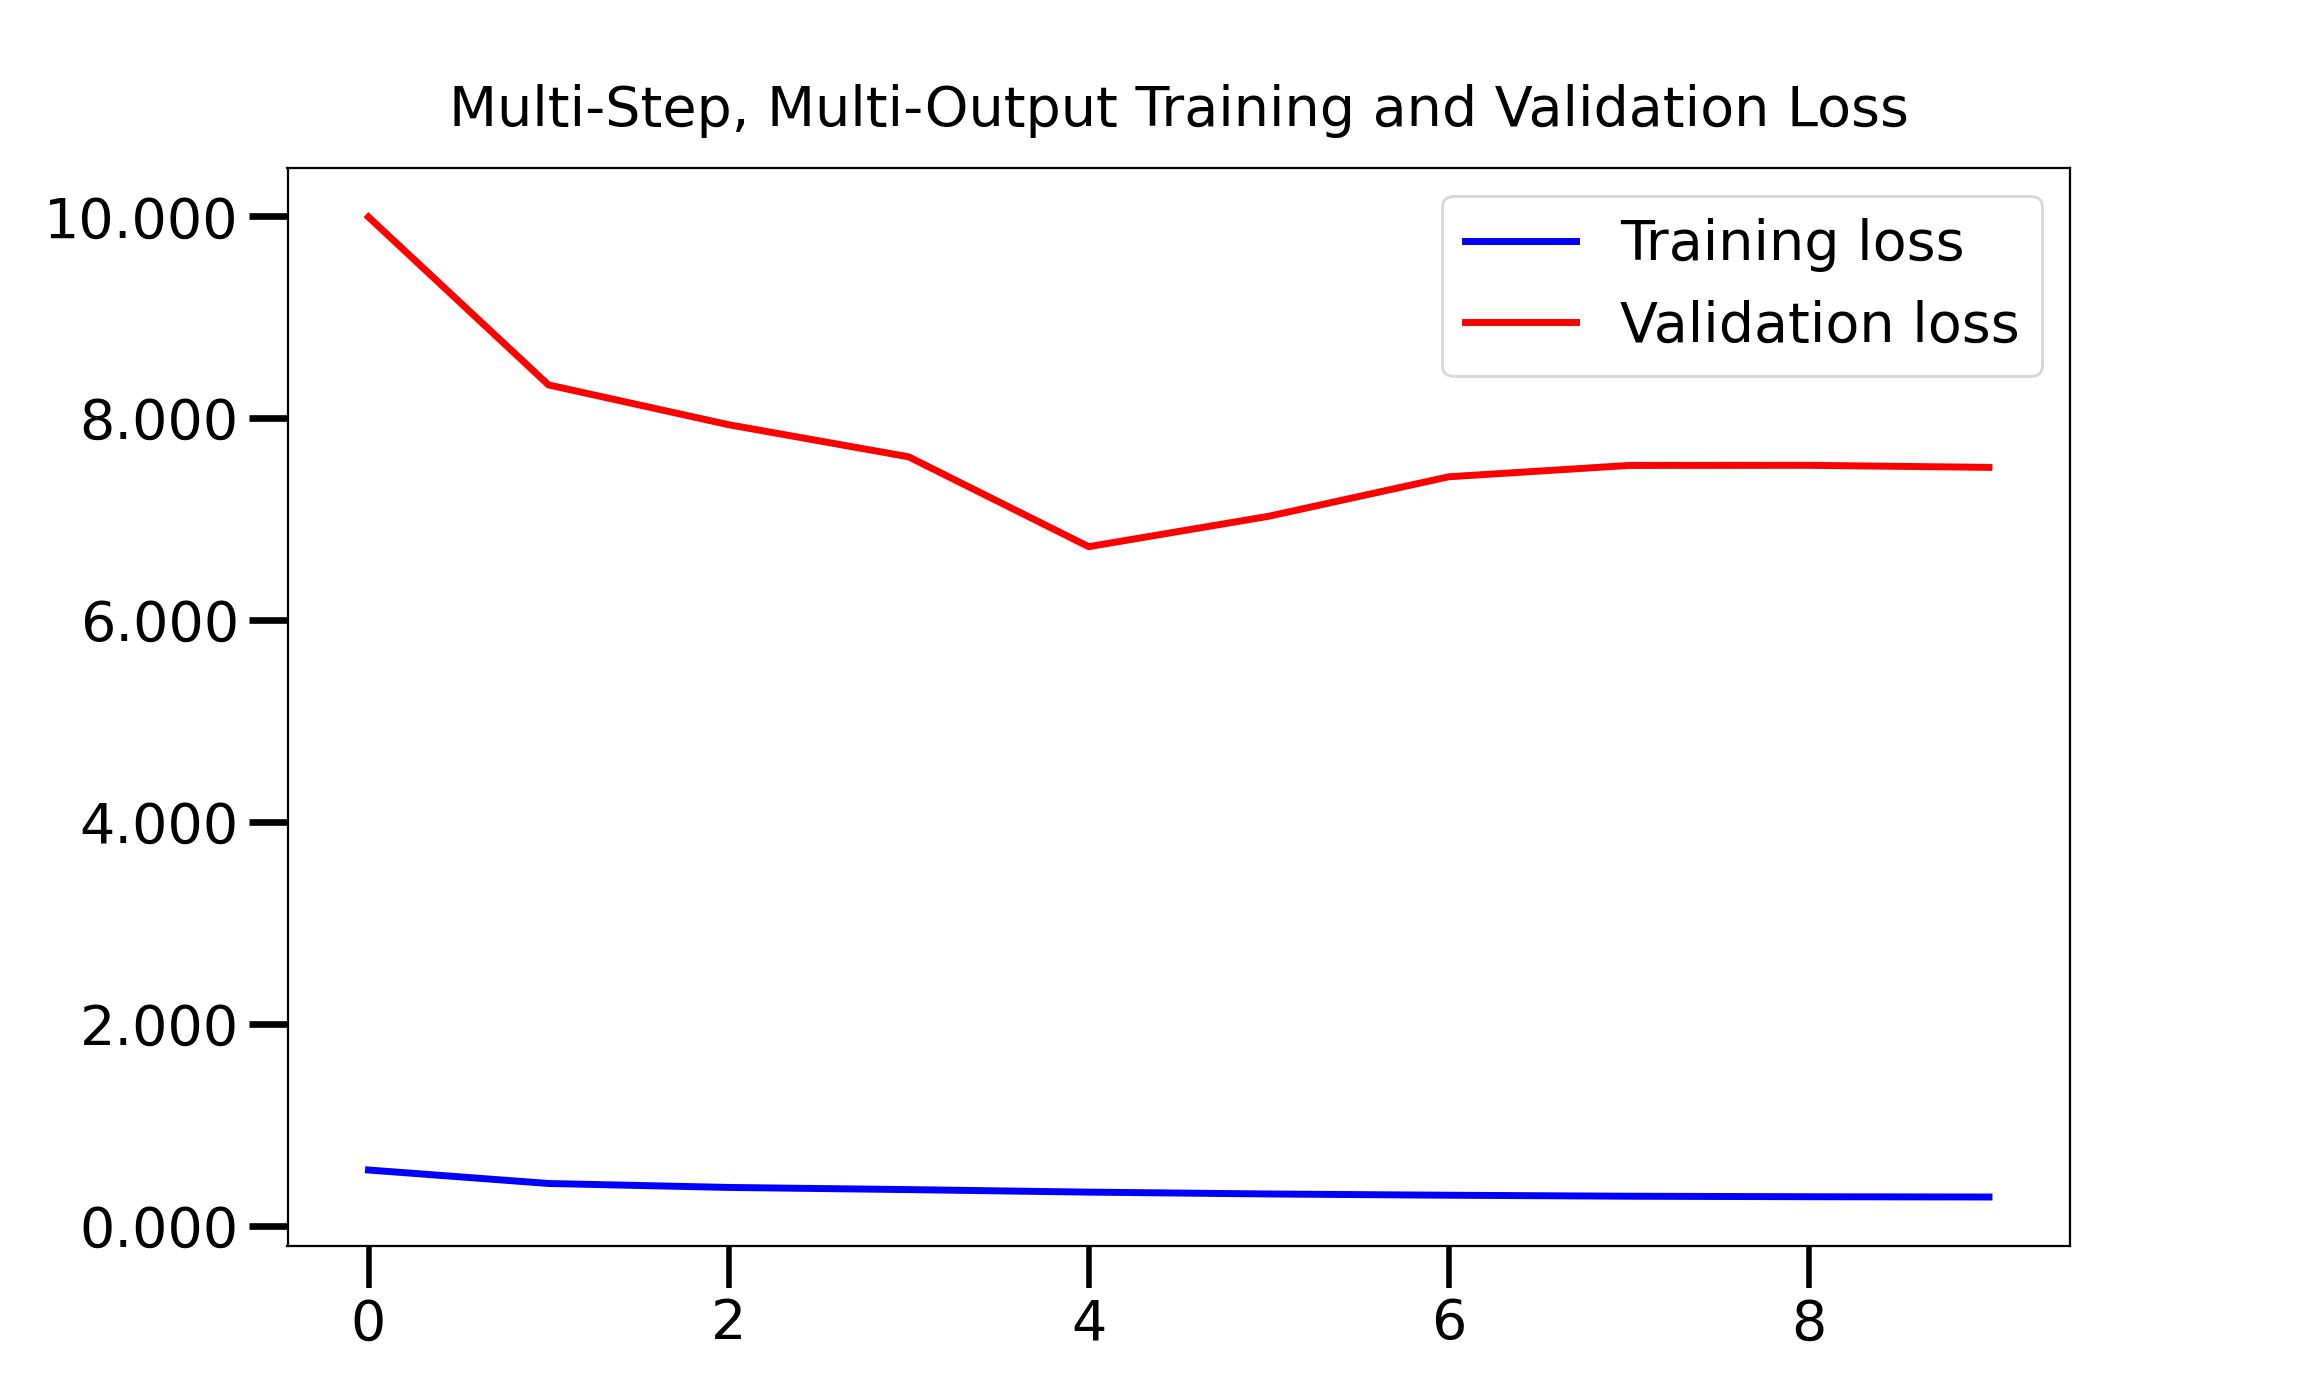 Multi-Step, Multi-Output Training and Validation Loss
10.000
8.000
6.000
4.000
2.000
0.000
Training loss
Validation loss
0 2 4 6 8